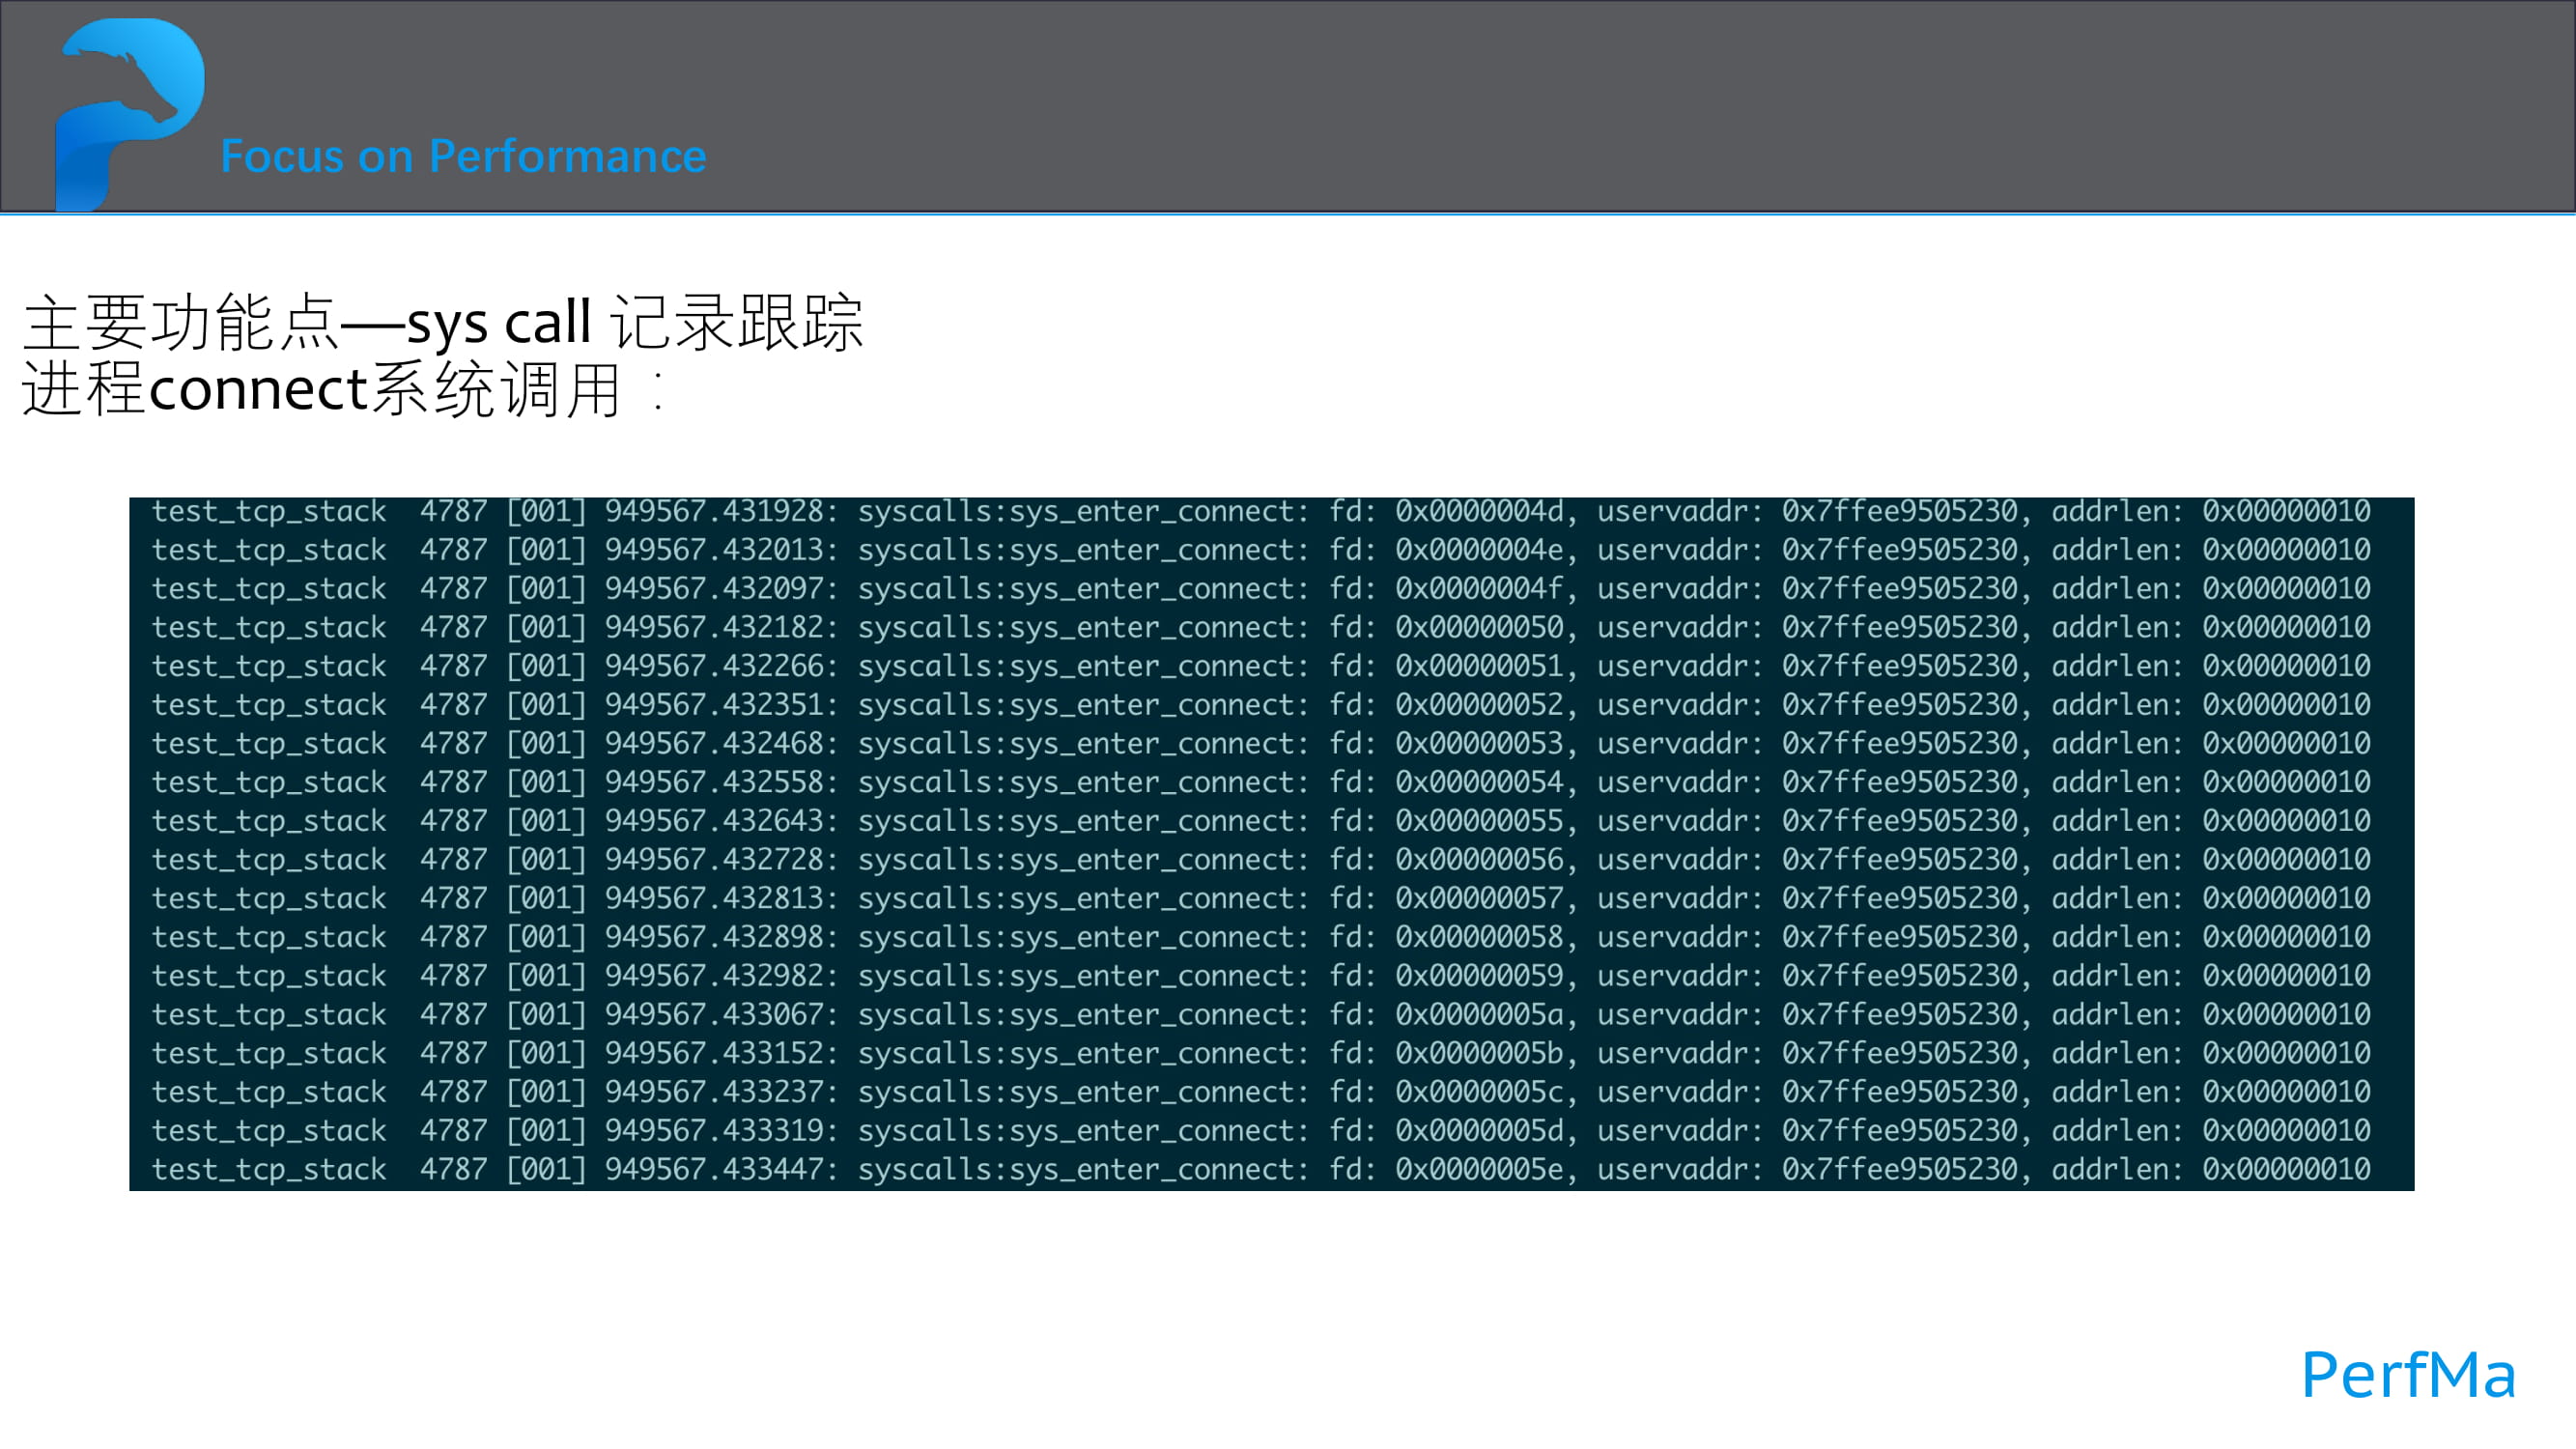 Focus on Performance
主要功能点—sys call 记录跟踪
进程connect系统调用：
test_tcp_stack  4787 [001] 949567.431928: syscalls:sys_enter_connect: fd: 0x0000004d, uservaddr: 0x7ffee9505230, addrlen: 0x00000010
test_tcp_stack  4787 [001] 949567.432013: syscalls:sys_enter_connect: fd: 0x0000004e, uservaddr: 0x7ffee9505230, addrlen: 0x00000010
test_tcp_stack  4787 [001] 949567.432097: syscalls:sys_enter_connect: fd: 0x0000004f, uservaddr: 0x7ffee9505230, addrlen: 0x00000010
test_tcp_stack  4787 [001] 949567.432182: syscalls:sys_enter_connect: fd: 0x00000050, uservaddr: 0x7ffee9505230, addrlen: 0x00000010
test_tcp_stack  4787 [001] 949567.432266: syscalls:sys_enter_connect: fd: 0x00000051, uservaddr: 0x7ffee9505230, addrlen: 0x00000010
test_tcp_stack  4787 [001] 949567.432351: syscalls:sys_enter_connect: fd: 0x00000052, uservaddr: 0x7ffee9505230, addrlen: 0x00000010
test_tcp_stack  4787 [001] 949567.432468: syscalls:sys_enter_connect: fd: 0x00000053, uservaddr: 0x7ffee9505230, addrlen: 0x00000010
test_tcp_stack  4787 [001] 949567.432558: syscalls:sys_enter_connect: fd: 0x00000054, uservaddr: 0x7ffee9505230, addrlen: 0x00000010
test_tcp_stack  4787 [001] 949567.432643: syscalls:sys_enter_connect: fd: 0x00000055, uservaddr: 0x7ffee9505230, addrlen: 0x00000010
test_tcp_stack  4787 [001] 949567.432728: syscalls:sys_enter_connect: fd: 0x00000056, uservaddr: 0x7ffee9505230, addrlen: 0x00000010
test_tcp_stack  4787 [001] 949567.432813: syscalls:sys_enter_connect: fd: 0x00000057, uservaddr: 0x7ffee9505230, addrlen: 0x00000010
test_tcp_stack  4787 [001] 949567.432898: syscalls:sys_enter_connect: fd: 0x00000058, uservaddr: 0x7ffee9505230, addrlen: 0x00000010
test_tcp_stack  4787 [001] 949567.432982: syscalls:sys_enter_connect: fd: 0x00000059, uservaddr: 0x7ffee9505230, addrlen: 0x00000010
test_tcp_stack  4787 [001] 949567.433067: syscalls:sys_enter_connect: fd: 0x0000005a, uservaddr: 0x7ffee9505230, addrlen: 0x00000010
test_tcp_stack  4787 [001] 949567.433152: syscalls:sys_enter_connect: fd: 0x0000005b, uservaddr: 0x7ffee9505230, addrlen: 0x00000010
test_tcp_stack  4787 [001] 949567.433237: syscalls:sys_enter_connect: fd: 0x0000005c, uservaddr: 0x7ffee9505230, addrlen: 0x00000010
test_tcp_stack  4787 [001] 949567.433319: syscalls:sys_enter_connect: fd: 0x0000005d, uservaddr: 0x7ffee9505230, addrlen: 0x00000010
test_tcp_stack  4787 [001] 949567.433447: syscalls:sys_enter_connect: fd: 0x0000005e, uservaddr: 0x7ffee9505230, addrlen: 0x00000010
PerfMa